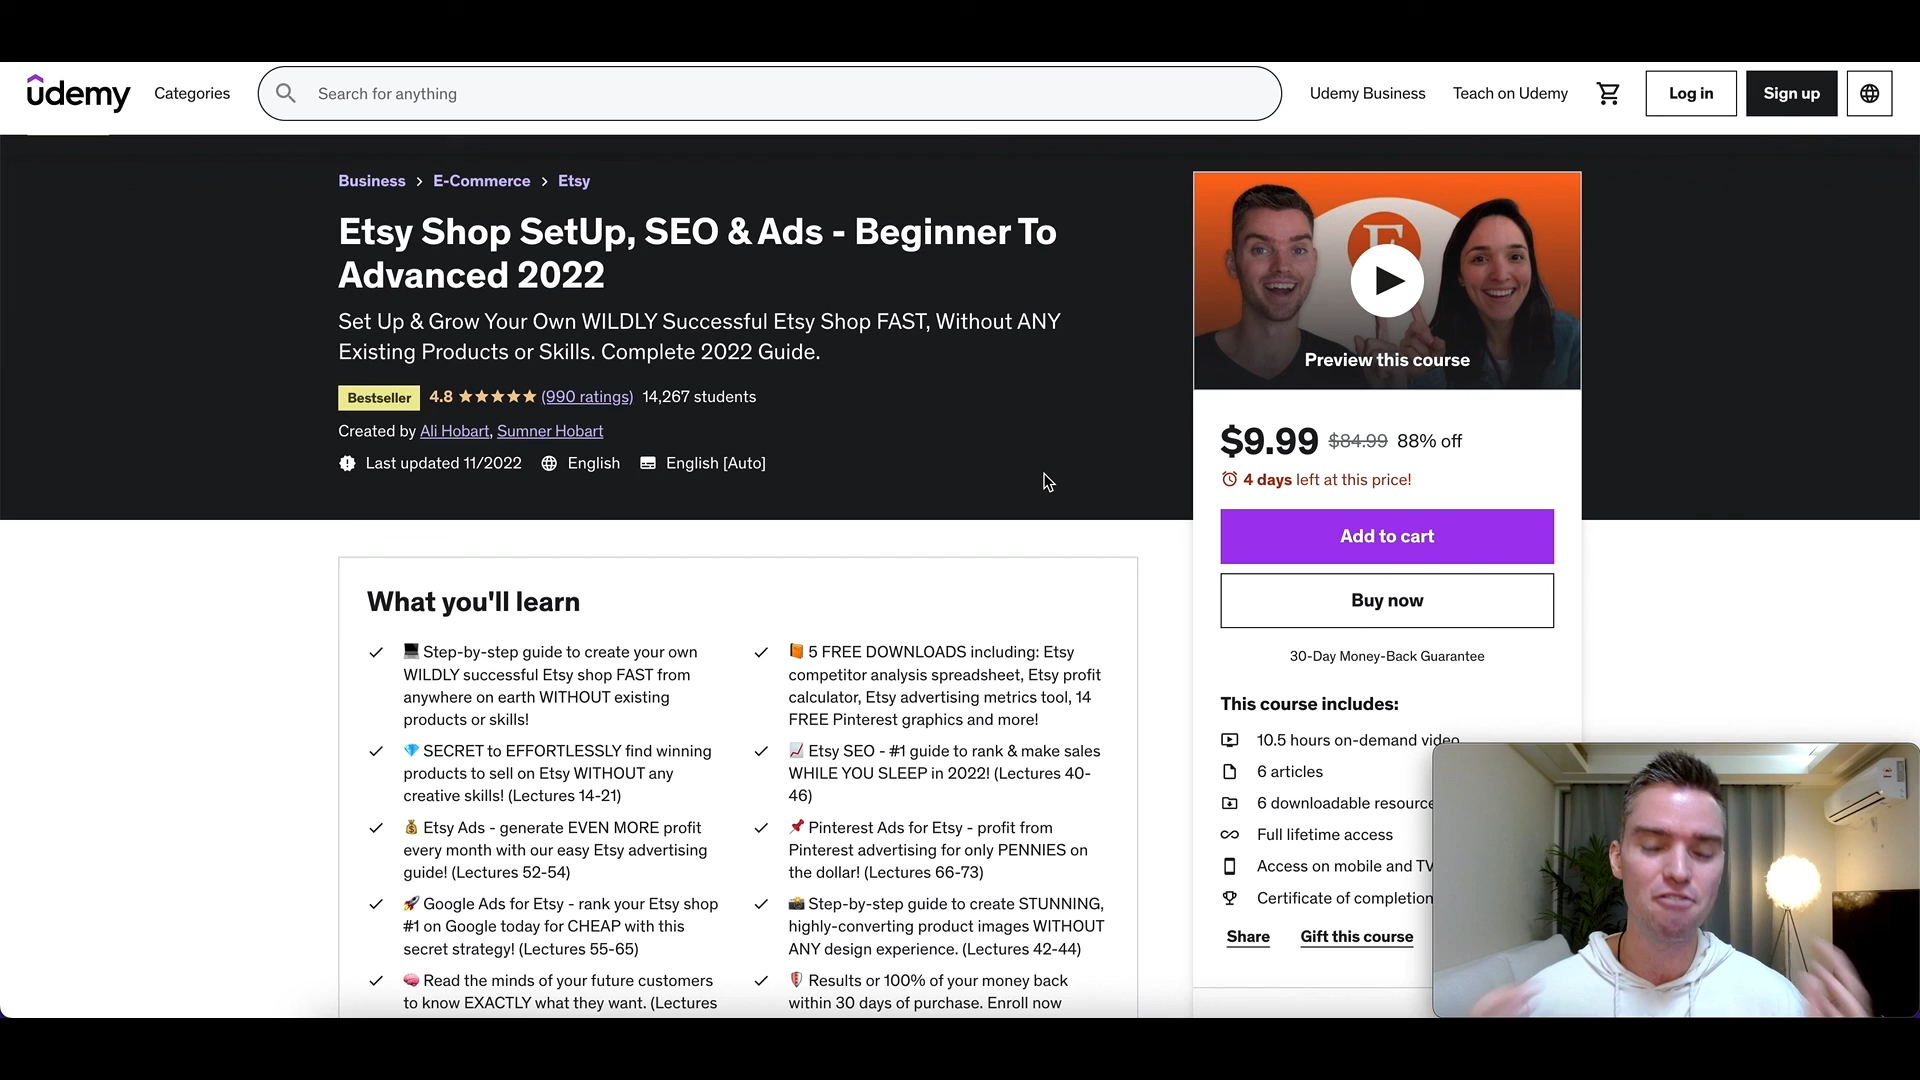 udemy
Categories
Search for anything
Udemy Business
Teach on Udemy
Log in
Sign up
Business > E-Commerce > Etsy
Etsy Shop SetUp, SEO & Ads - Beginner To
Advanced 2022
Set Up & Grow Your Own WILDLY Successful Etsy Shop FAST, Without ANY
Existing Products or Skills. Complete 2022 Guide.
Bestseller 4.8 (990 ratings) 14,267 students
Created by Ali Hobart, Sumner Hobart
Last updated 11/2022 English English [Auto]
What you'll learn
Step-by-step guide to create your own
WILDLY successful Etsy shop FAST from
anywhere on earth WITHOUT existing
products or skills!
SECRET to EFFORTLESSLY find winning
products to sell on Etsy WITHOUT any
creative skills! (Lectures 14-21)
Etsy Ads - generate EVEN MORE profit
every month with our easy Etsy advertising
guide! (Lectures 52-54)
Google Ads for Etsy - rank your Etsy shop
#1 on Google today for CHEAP with this
secret strategy! (Lectures 55-65)
Read the minds of your future customers
to know EXACTLY what they want. (Lectures
5 FREE DOWNLOADS including: Etsy
competitor analysis spreadsheet, Etsy profit
calculator, Etsy advertising metrics tool, 14
FREE Pinterest graphics and more!
Etsy SEO - #1 guide to rank & make sales
WHILE YOU SLEEP in 2022! (Lectures 40-
46)
Pinterest Ads for Etsy - profit from
Pinterest advertising for only PENNIES on
the dollar! (Lectures 66-73)
Step-by-step guide to create STUNNING,
highly-converting product images WITHOUT
ANY design experience. (Lectures 42-44)
Results or 100% of your money back
within 30 days of purchase. Enroll now
E
Preview this course
$9.99 $84.99 88% off
4 days left at this price!
Add to cart
Buy now
30-Day Money-Back Guarantee
This course includes:
10.5 hours on-demand video
6 articles
6 downloadable resource
Full lifetime access
Access on mobile and TV
Certificate of completion
Share
Gift this course